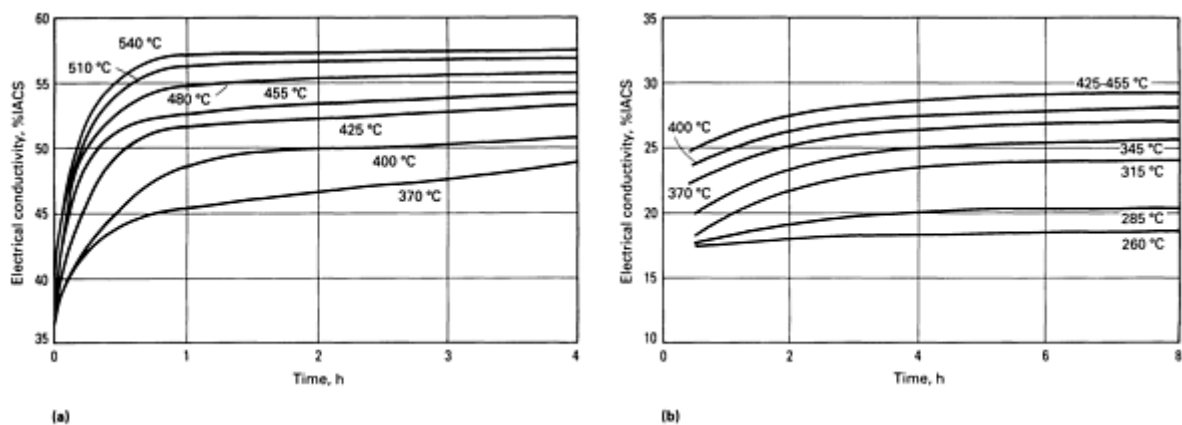 60
55
50
45
40
35
Electrical conductivity, %IACS
540 °C
510 °C
480 °C
455 °C
425 °C
400 °C
370 °C
0 1 2 3 4
Time, h
(a)
35
30
25
20
15
10
Electrical conductivity, %IACS
425-455 °C
400 °C
370 °C
345 °C
315 °C
285 °C
260 °C
0 2 4 6 8
Time, h
(b)